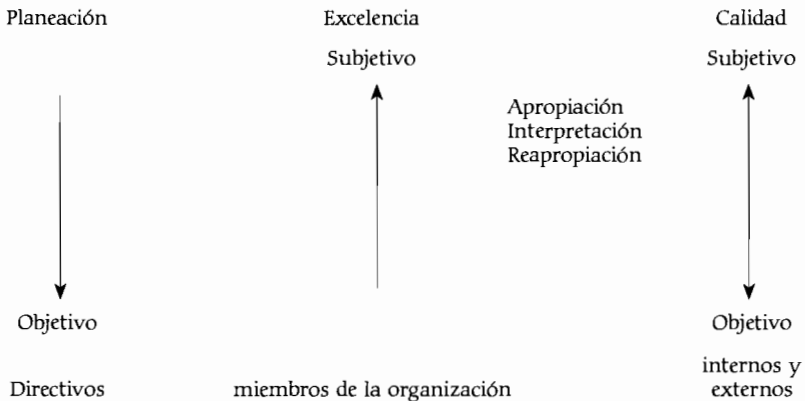 Planeación
Excelencia
Calidad
Subjetivo
Subjetivo
Apropiación
Interpretación
Reapropiación
Objetivo
Objetivo
Directivos
miembros de la organización
internos y
externos